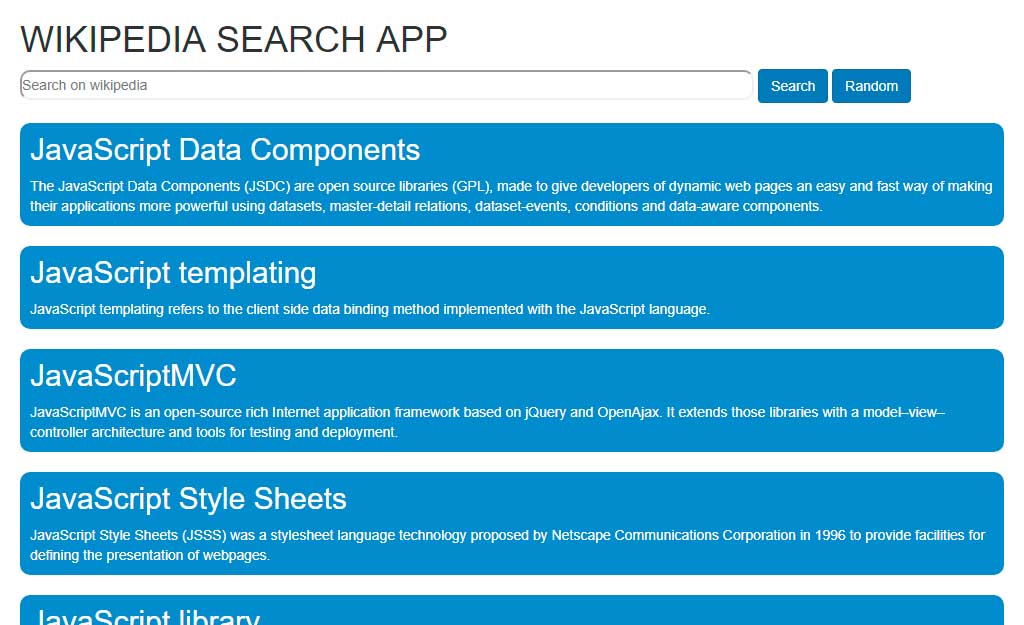 WIKIPEDIA SEARCH APP
Search on wikipedia
Search
Random
JavaScript Data Components
The JavaScript Data Components (JSDC) are open source libraries (GPL), made to give developers of dynamic web pages an easy and fast way of making
their applications more powerful using datasets, master-detail relations, dataset-events, conditions and data-aware components.
JavaScript templating
JavaScript templating refers to the client side data binding method implemented with the JavaScript language.
JavaScriptMVC
JavaScriptMVC is an open-source rich Internet application framework based on jQuery and OpenAjax. It extends those libraries with a model–view–
controller architecture and tools for testing and deployment.
JavaScript Style Sheets
JavaScript Style Sheets (JSSS) was a stylesheet language technology proposed by Netscape Communications Corporation in 1996 to provide facilities for
defining the presentation of webpages.
JavaScript library